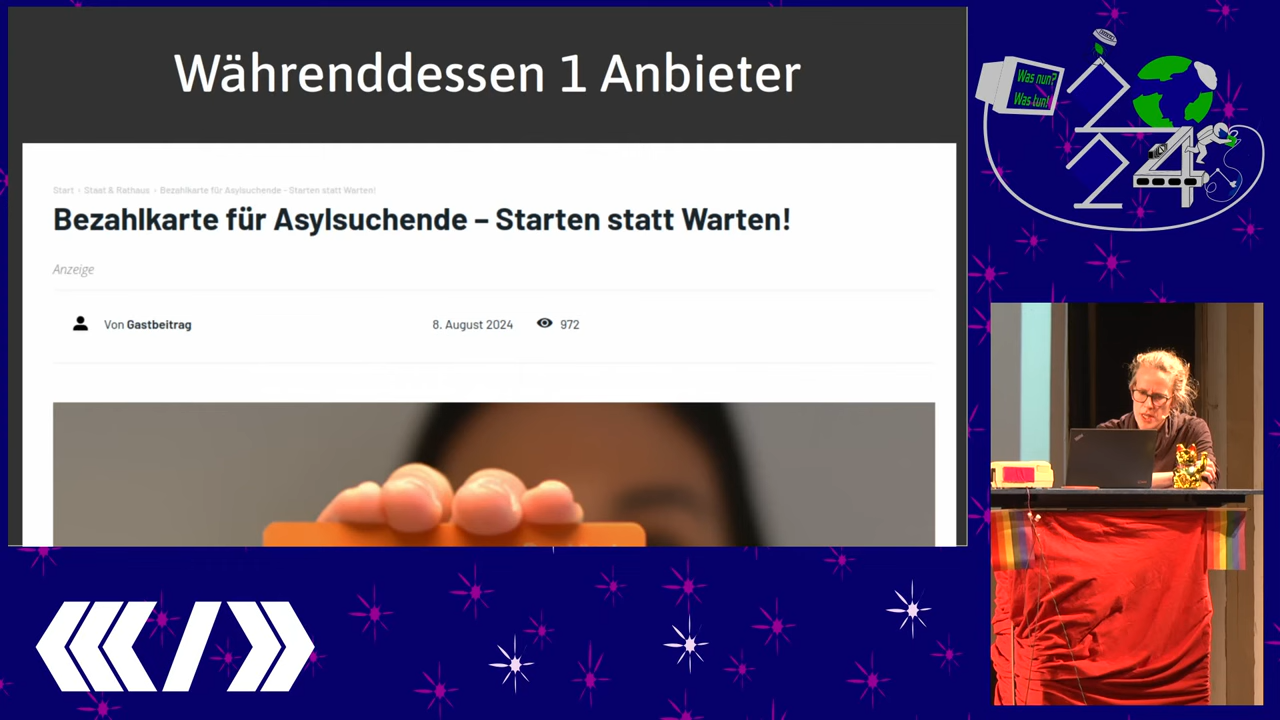 Währenddessen 1 Anbieter
Start › Staat & Rathaus › Bezahlkarte für Asylsuchende - Starten statt Warten!
Bezahlkarte für Asylsuchende – Starten statt Warten!
Anzeige
Von Gastbeitrag 8. August 2024 972
Was nun?
Was tun!
2024